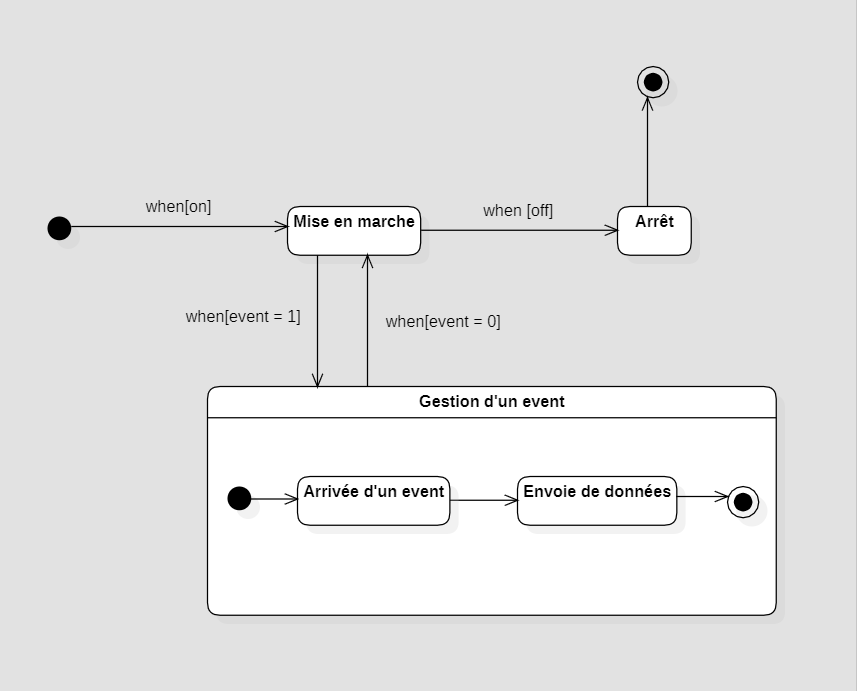 when[on]
Mise en marche
when [off]
Arrêt
when[event = 1]
when[event = 0]
Gestion d'un event
Arrivée d'un event
Envoie de données